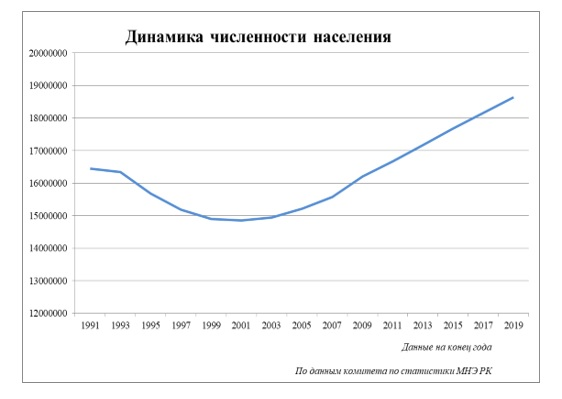 Динамика численности населения
20000000
19000000
18000000
17000000
16000000
15000000
14000000
13000000
12000000
1991 1993 1995 1997 1999 2001 2003 2005 2007 2009 2011 2013 2015 2017 2019
Данные на конец года
По данным комитета по статистики МНЭ РК